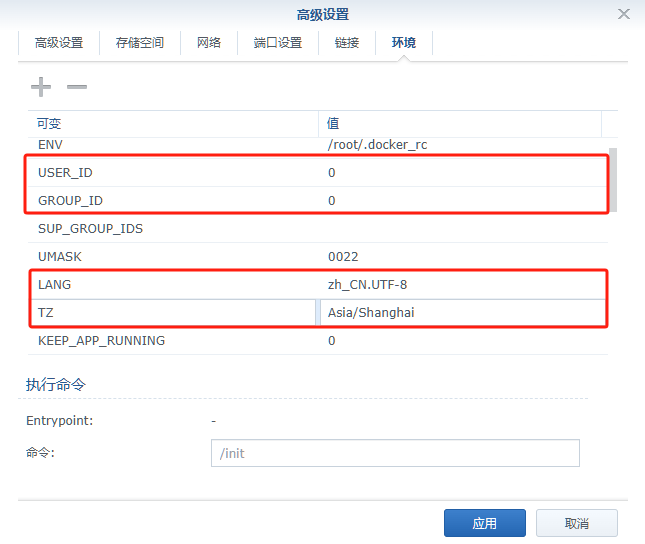 高级设置
高级设置 存储空间 网络 端口设置 链接 环境
可变 值
ENV /root/.docker_rc
USER_ID 0
GROUP_ID 0
SUP_GROUP_IDS
UMASK 0022
LANG zh_CN.UTF-8
TZ Asia/Shanghai
KEEP_APP_RUNNING 0
执行命令
Entrypoint: -
命令: /init
应用 取消